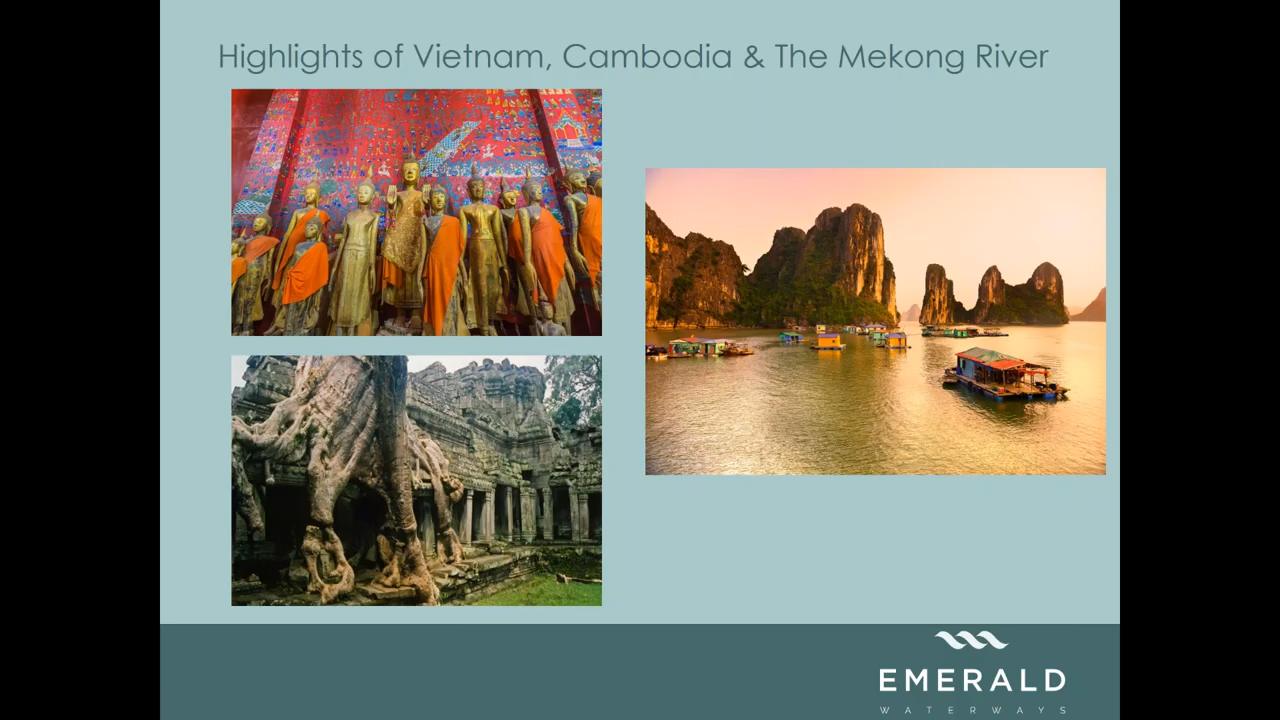 Highlights of Vietnam, Cambodia & The Mekong River
EMERALD
WATERWAYS